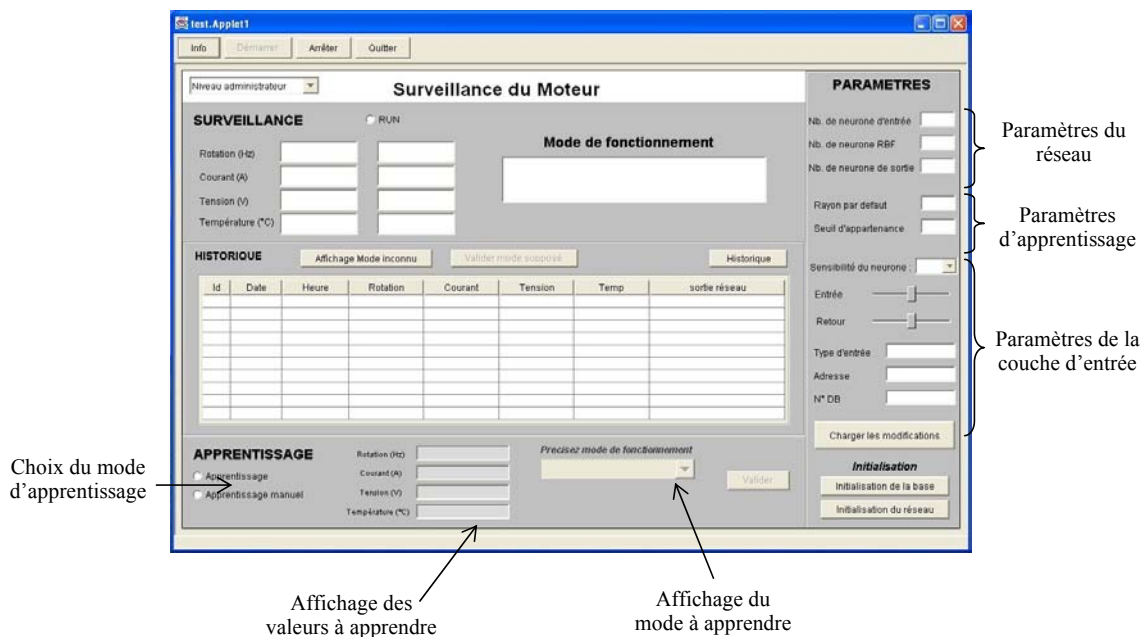 test.Applet1
Info Démarrer Arrêter Quitter
Niveau administrateur
Surveillance du Moteur
SURVEILLANCE
RUN
Rotation (Hz)
Courant (A)
Tension (V)
Température (°C)
Mode de fonctionnement
HISTORIQUE
Affichage Mode inconnu
Valider mode supposé
Historique
Id Date Heure Rotation Courant Tension Temp sortie réseau
APPRENTISSAGE
Apprentissage
Apprentissage manuel
Rotation (Hz)
Courant (A)
Tension (V)
Température (°C)
Precisez mode de fonctionnement
Valider
PARAMETRES
Nb. de neurone d'entrée
Nb. de neurone RBF
Nb. de neurone de sortie
Rayon par defaut
Seuil d'appartenance
Sensibilité du neurone :
Entrée
Retour
Type d'entrée
Adresse
N° DB
Charger les modifications
Initialisation
Initialisation de la base
Initialisation du réseau
Paramètres du
réseau
Paramètres
d'apprentissage
Paramètres de la
couche d'entrée
Choix du mode
d'apprentissage
Affichage des
valeurs à apprendre
Affichage du
mode à apprendre